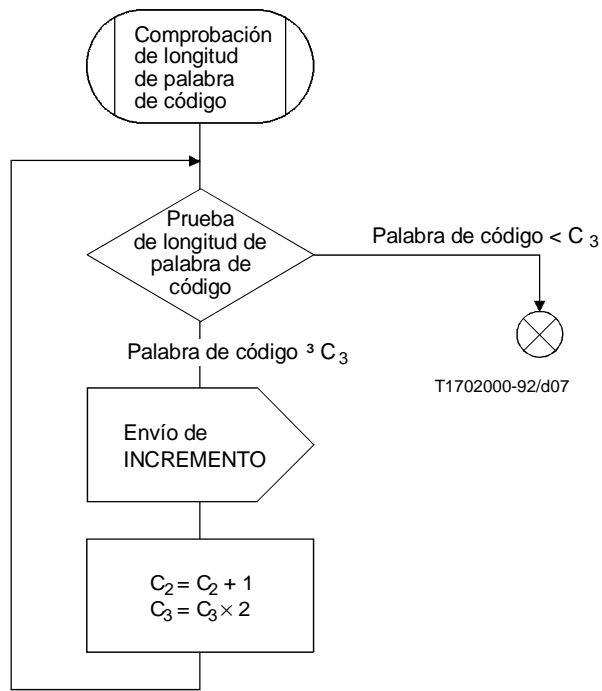 Comprobación
de longitud
de palabra
de código
Prueba
de longitud de
palabra de
código
Palabra de código < C 3
T1702000-92/d07
Palabra de código ³ C3
Envío de
INCREMENTO
C2 = C2 + 1
C3 = C3 × 2